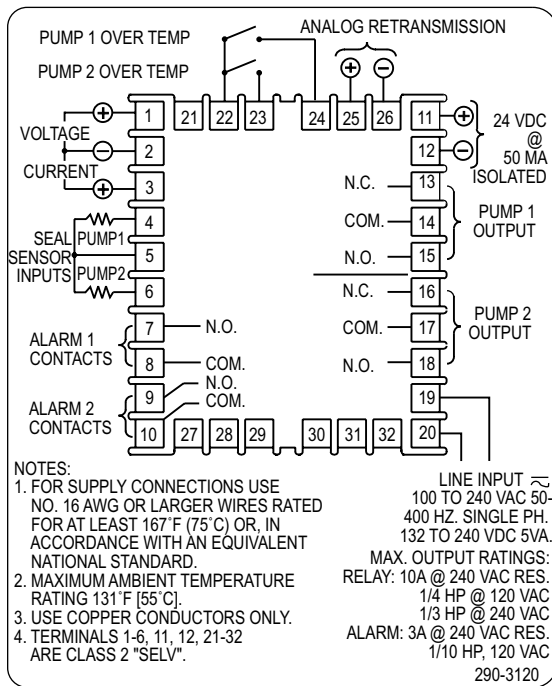 PUMP 1 OVER TEMP
ANALOG RETRANSMISSION
PUMP 2 OVER TEMP
+ −
1 21 22 23 24 25 26 11
+ +
VOLTAGE
24 VDC
@
50 MA
ISOLATED
2 12
− −
CURRENT
3 13
+
N.C.
4 14
COM.
PUMP 1
OUTPUT
SEAL
SENSOR
INPUTS
PUMP1
5 15
N.O.
PUMP2
6 16
N.C.
7 17
N.O.
COM.
PUMP 2
OUTPUT
ALARM 1
CONTACTS
8 18
COM.
N.O.
9 19
N.O.
COM.
ALARM 2
CONTACTS
10 27 28 29 30 31 32 20
NOTES:
1. FOR SUPPLY CONNECTIONS USE
NO. 16 AWG OR LARGER WIRES RATED
FOR AT LEAST 167°F (75°C) OR, IN
ACCORDANCE WITH AN EQUIVALENT
NATIONAL STANDARD.
2. MAXIMUM AMBIENT TEMPERATURE
RATING 131°F [55°C].
3. USE COPPER CONDUCTORS ONLY.
4. TERMINALS 1-6, 11, 12, 21-32
ARE CLASS 2 "SELV".
LINE INPUT
100 TO 240 VAC 50-
400 HZ. SINGLE PH.
132 TO 240 VDC 5VA.
MAX. OUTPUT RATINGS:
RELAY: 10A @ 240 VAC RES.
1/4 HP @ 120 VAC
1/3 HP @ 240 VAC
ALARM: 3A @ 240 VAC RES.
1/10 HP, 120 VAC
290-3120